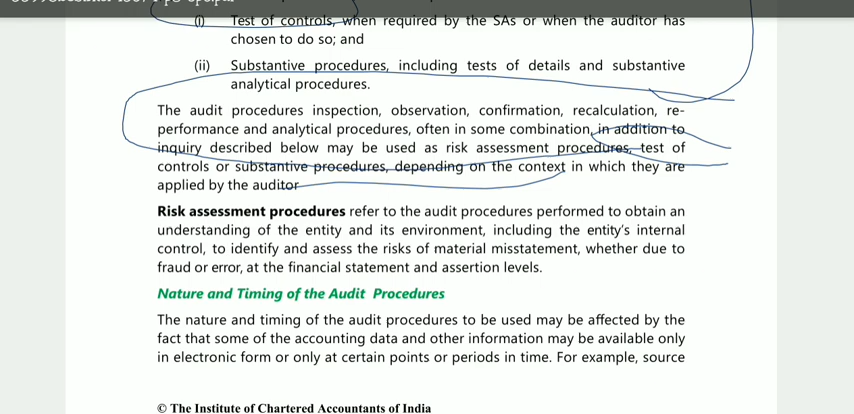 (i) Test of controls, when required by the SAs or when the auditor has
chosen to do so; and
(ii) Substantive procedures, including tests of details and substantive
analytical procedures.
The audit procedures inspection, observation, confirmation, recalculation, re-
performance and analytical procedures, often in some combination, in addition to
inquiry described below may be used as risk assessment procedures, test of
controls or substantive procedures, depending on the context in which they are
applied by the auditor
Risk assessment procedures refer to the audit procedures performed to obtain an
understanding of the entity and its environment, including the entity's internal
control, to identify and assess the risks of material misstatement, whether due to
fraud or error, at the financial statement and assertion levels.
Nature and Timing of the Audit Procedures
The nature and timing of the audit procedures to be used may be affected by the
fact that some of the accounting data and other information may be available only
in electronic form or only at certain points or periods in time. For example, source
© The Institute of Chartered Accountants of India